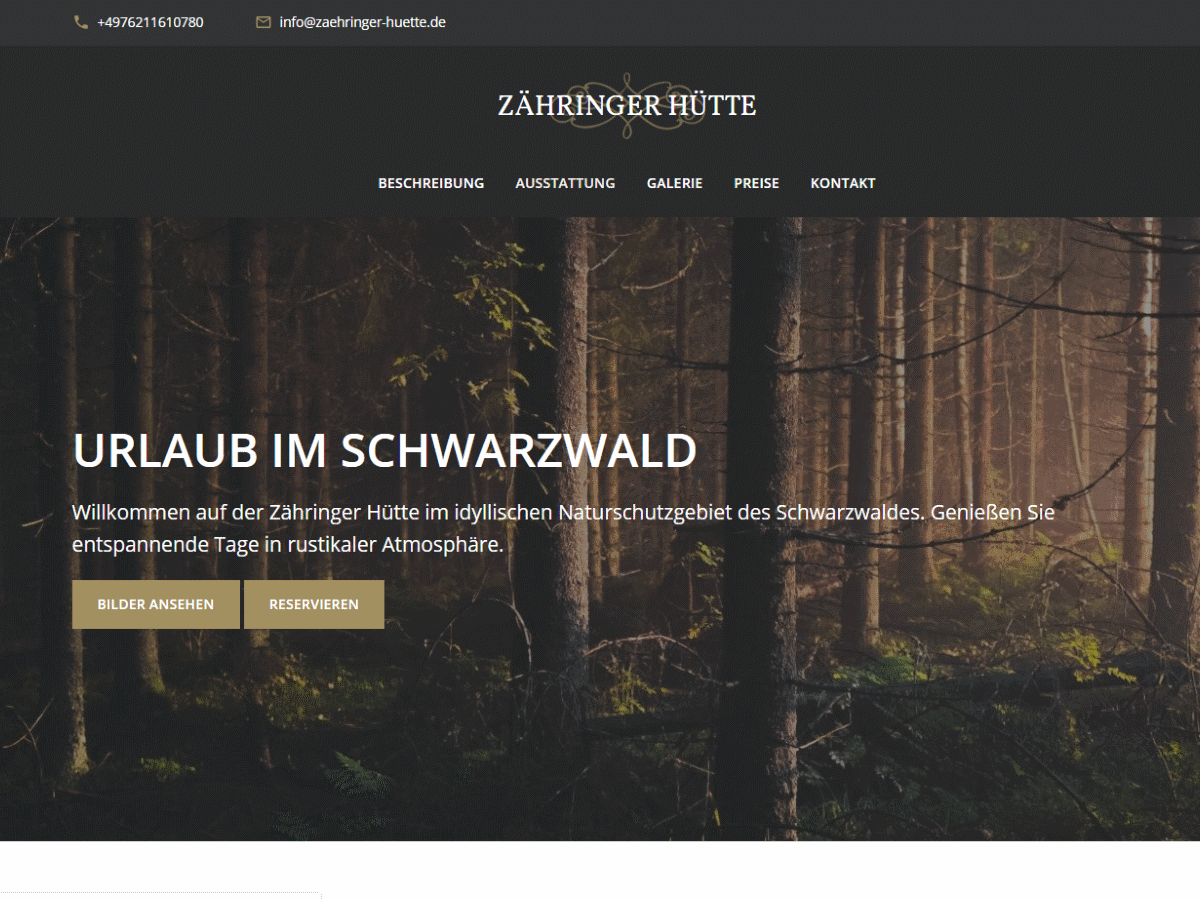 +4976211610780 info@zaehringer-huette.de
ZÄHRINGER HÜTTE
BESCHREIBUNG AUSSTATTUNG GALERIE PREISE KONTAKT
URLAUB IM SCHWARZWALD
Willkommen auf der Zähringer Hütte im idyllischen Naturschutzgebiet des Schwarzwaldes. Genießen Sie
entspannende Tage in rustikaler Atmosphäre.
BILDER ANSEHEN RESERVIEREN